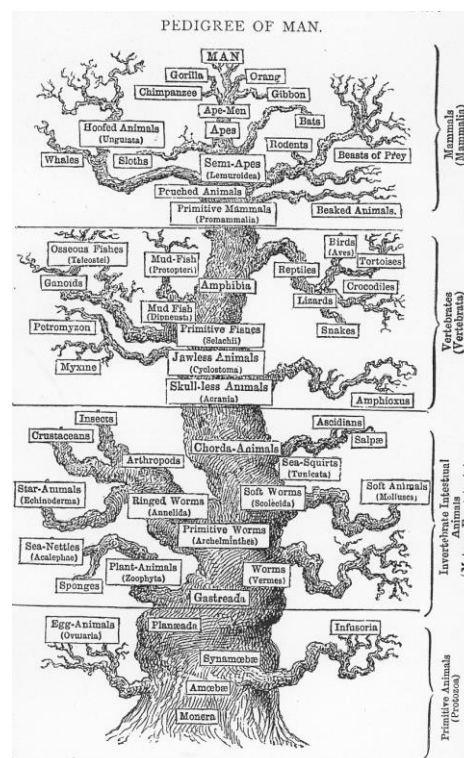 PEDIGREE OF MAN.
MAN
Gorilla
Orang
Chimpanzee
Gibbon
Ape-Men
Apes
Bats
Hoofed Animals
(Ungulata)
Rodents
Whales
Sloths
Semi-Apes
(Lemuroidea)
Beasts of Prey
Pouched Animals
Primitive Mammals
(Promammalia)
Beaked Animals.
Mammals
(Mammalia)
Osseous Fishes
(Teleostei)
Mud-Fish
(Protopteri)
Birds
(Aves)
Tortoises
Ganoids
Reptiles
Amphibia
Crocodiles
Lizards
Mud Fish
(Dipneusta)
Petromyzon
Primitive Fishes
(Selachii)
Snakes
Jawless Animals
(Cyclostoma)
Myxine
Skull-less Animals
(Acrania)
Amphioxus
Vertebrates
(Vertebrata)
Insects
Ascidians
Crustaceans
Salpæ
Chorda-Animals
Arthropods
Sea-Squirts
(Tunicata)
Star-Animals
(Echinoderma)
Ringed Worms
(Annelida)
Soft Worms
(Scolecida)
Soft Animals
(Molluscs)
Primitive Worms
(Archelminthes)
Sea-Nettles
(Acalephae)
Plant-Animals
(Zoophyta)
Worms
(Vermes)
Sponges
Gastreada
Invertebrate Intestinal
Animals
Egg-Animals
(Ovularia)
Planæada
Infusoria
Synamœbæ
Amœbæ
Monera
Primitive Animals
(Protozoa)